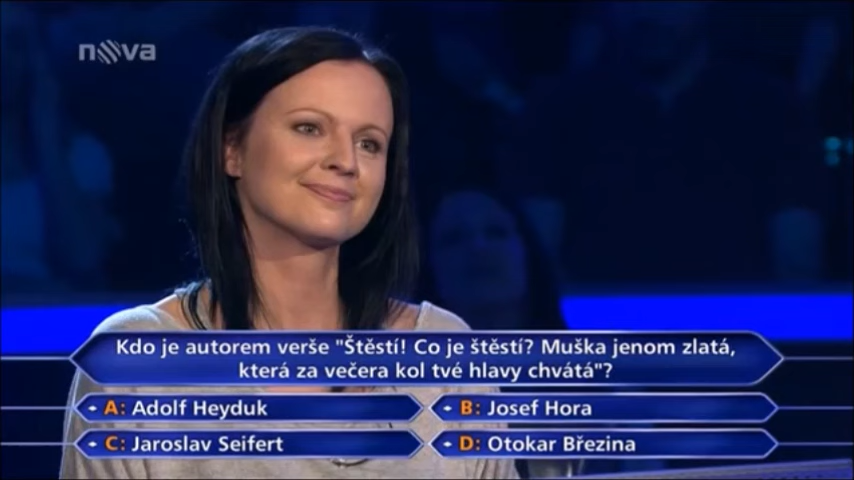 nova
Kdo je autorem verše "Štěstí! Co je štěstí? Muška jenom zlatá,
která za večera kol tvé hlavy chvátá"?
A: Adolf Heyduk
B: Josef Hora
C: Jaroslav Seifert
D: Otokar Březina